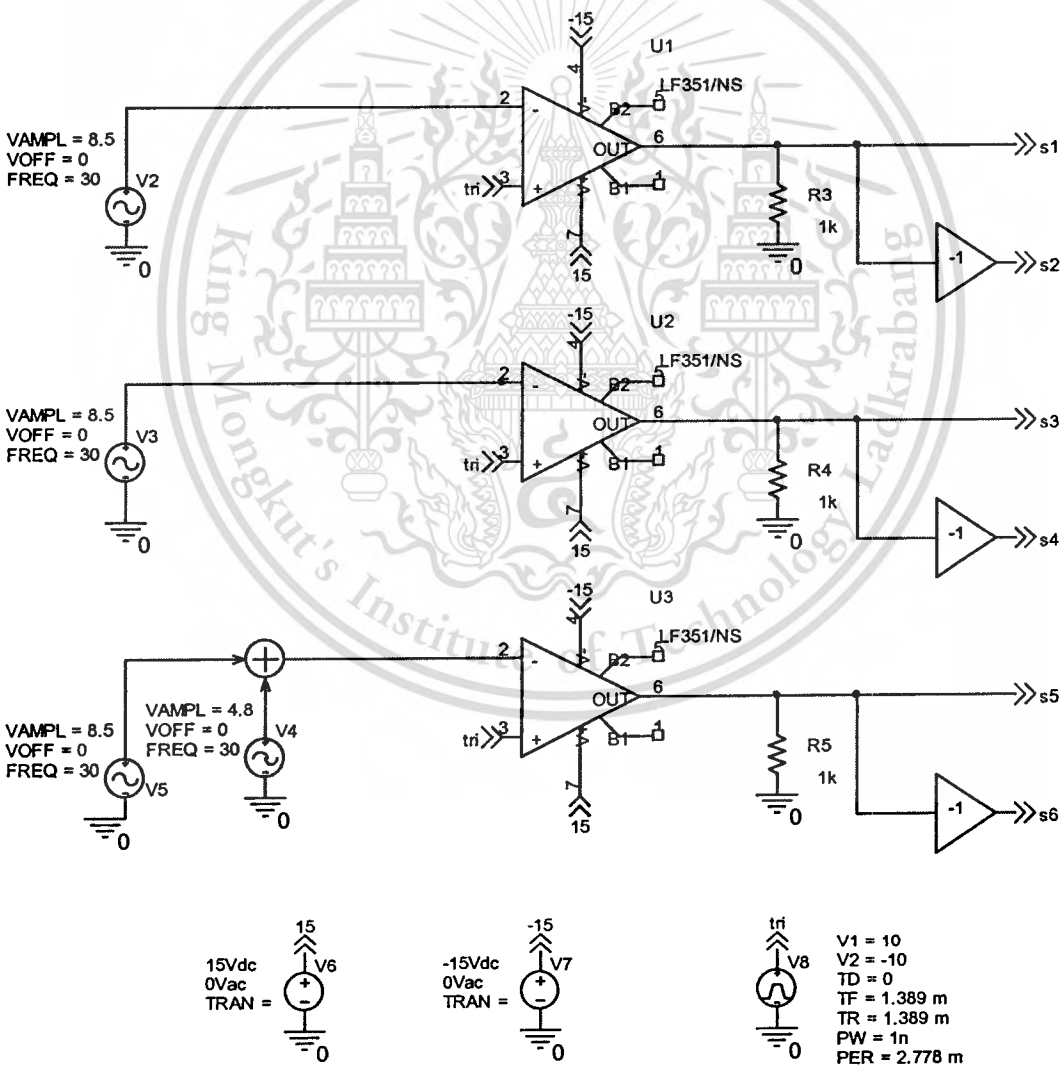 -15
U1
4
LF351/NS
5
2
-
V-
B2
VAMPL = 8.5
VOFF = 0
FREQ = 30
V2
OUT
6
s1
tri
3
+
V+
B1
1
R3
1k
7
15
0
0
-1
s2
-15
U2
4
LF351/NS
5
2
-
V-
B2
VAMPL = 8.5
VOFF = 0
FREQ = 30
V3
OUT
6
s3
tri
3
+
V+
B1
1
R4
1k
7
15
0
0
-1
s4
-15
U3
4
LF351/NS
5
2
-
V-
B2
VAMPL = 8.5
VOFF = 0
FREQ = 30
V5
VAMPL = 4.8
VOFF = 0
FREQ = 30
V4
OUT
6
s5
tri
3
+
V+
B1
1
R5
1k
7
15
0
0
0
-1
s6
15
15Vdc
0Vac
TRAN =
V6
+
-
0
-15
-15Vdc
0Vac
TRAN =
V7
+
-
0
tri
V8
0
V1 = 10
V2 = -10
TD = 0
TF = 1.389 m
TR = 1.389 m
PW = 1n
PER = 2.778 m
King Mongkut's Institute of Technology Ladkrabang